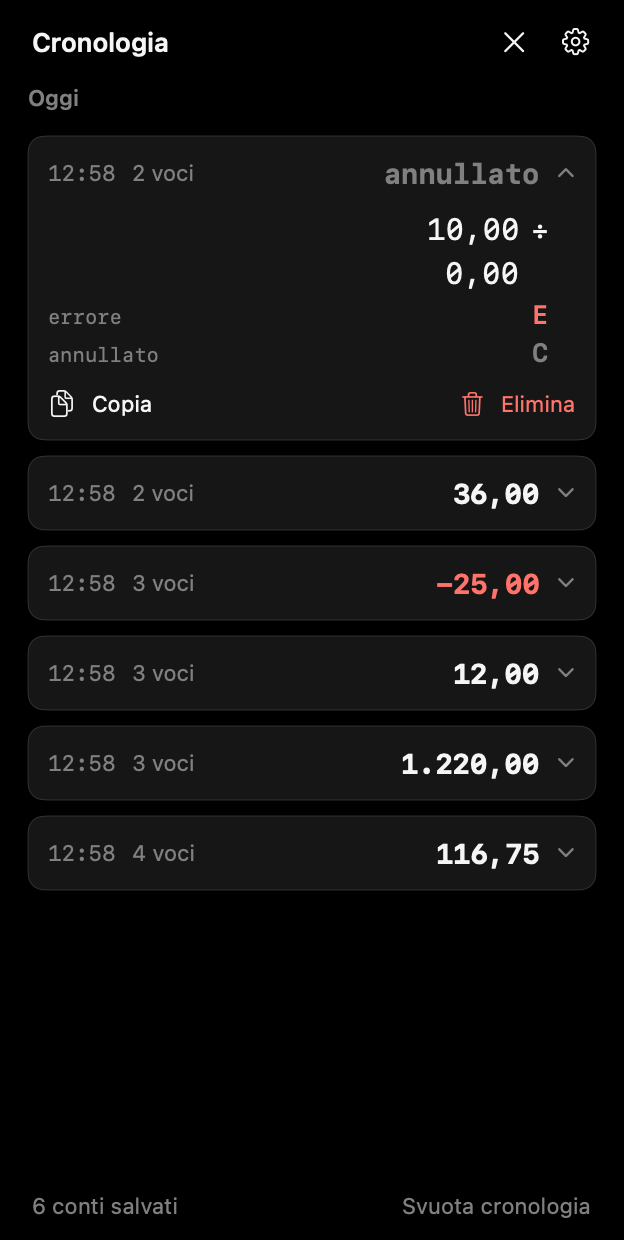 Cronologia
Oggi
12:58 2 voci annullato
10,00 ÷
0,00
errore E
annullato C
Copia Elimina
12:58 2 voci 36,00
12:58 3 voci −25,00
12:58 3 voci 12,00
12:58 3 voci 1.220,00
12:58 4 voci 116,75
6 conti salvati Svuota cronologia